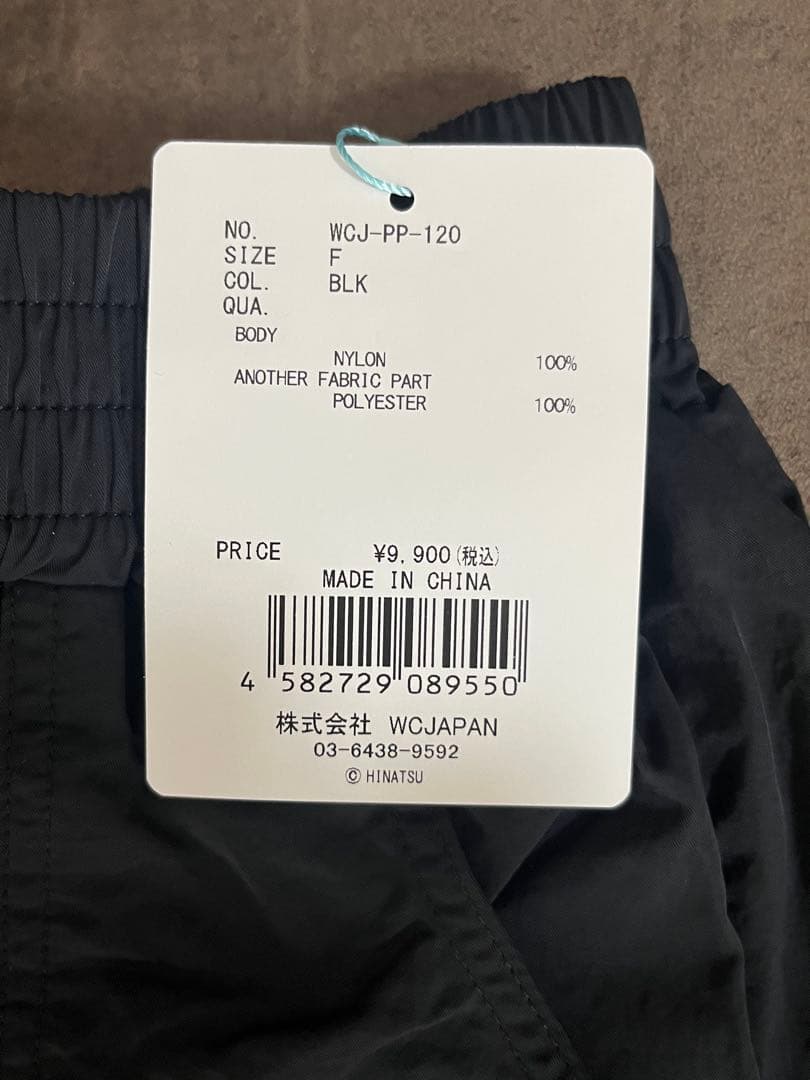 NO. WCJ-PP-120
SIZE F
COL. BLK
QUA.
BODY
NYLON 100%
ANOTHER FABRIC PART
POLYESTER 100%
PRICE ¥9,900(税込)
MADE IN CHINA
4 582729 089550
株式会社 WCJAPAN
03-6438-9592
© HINATSU